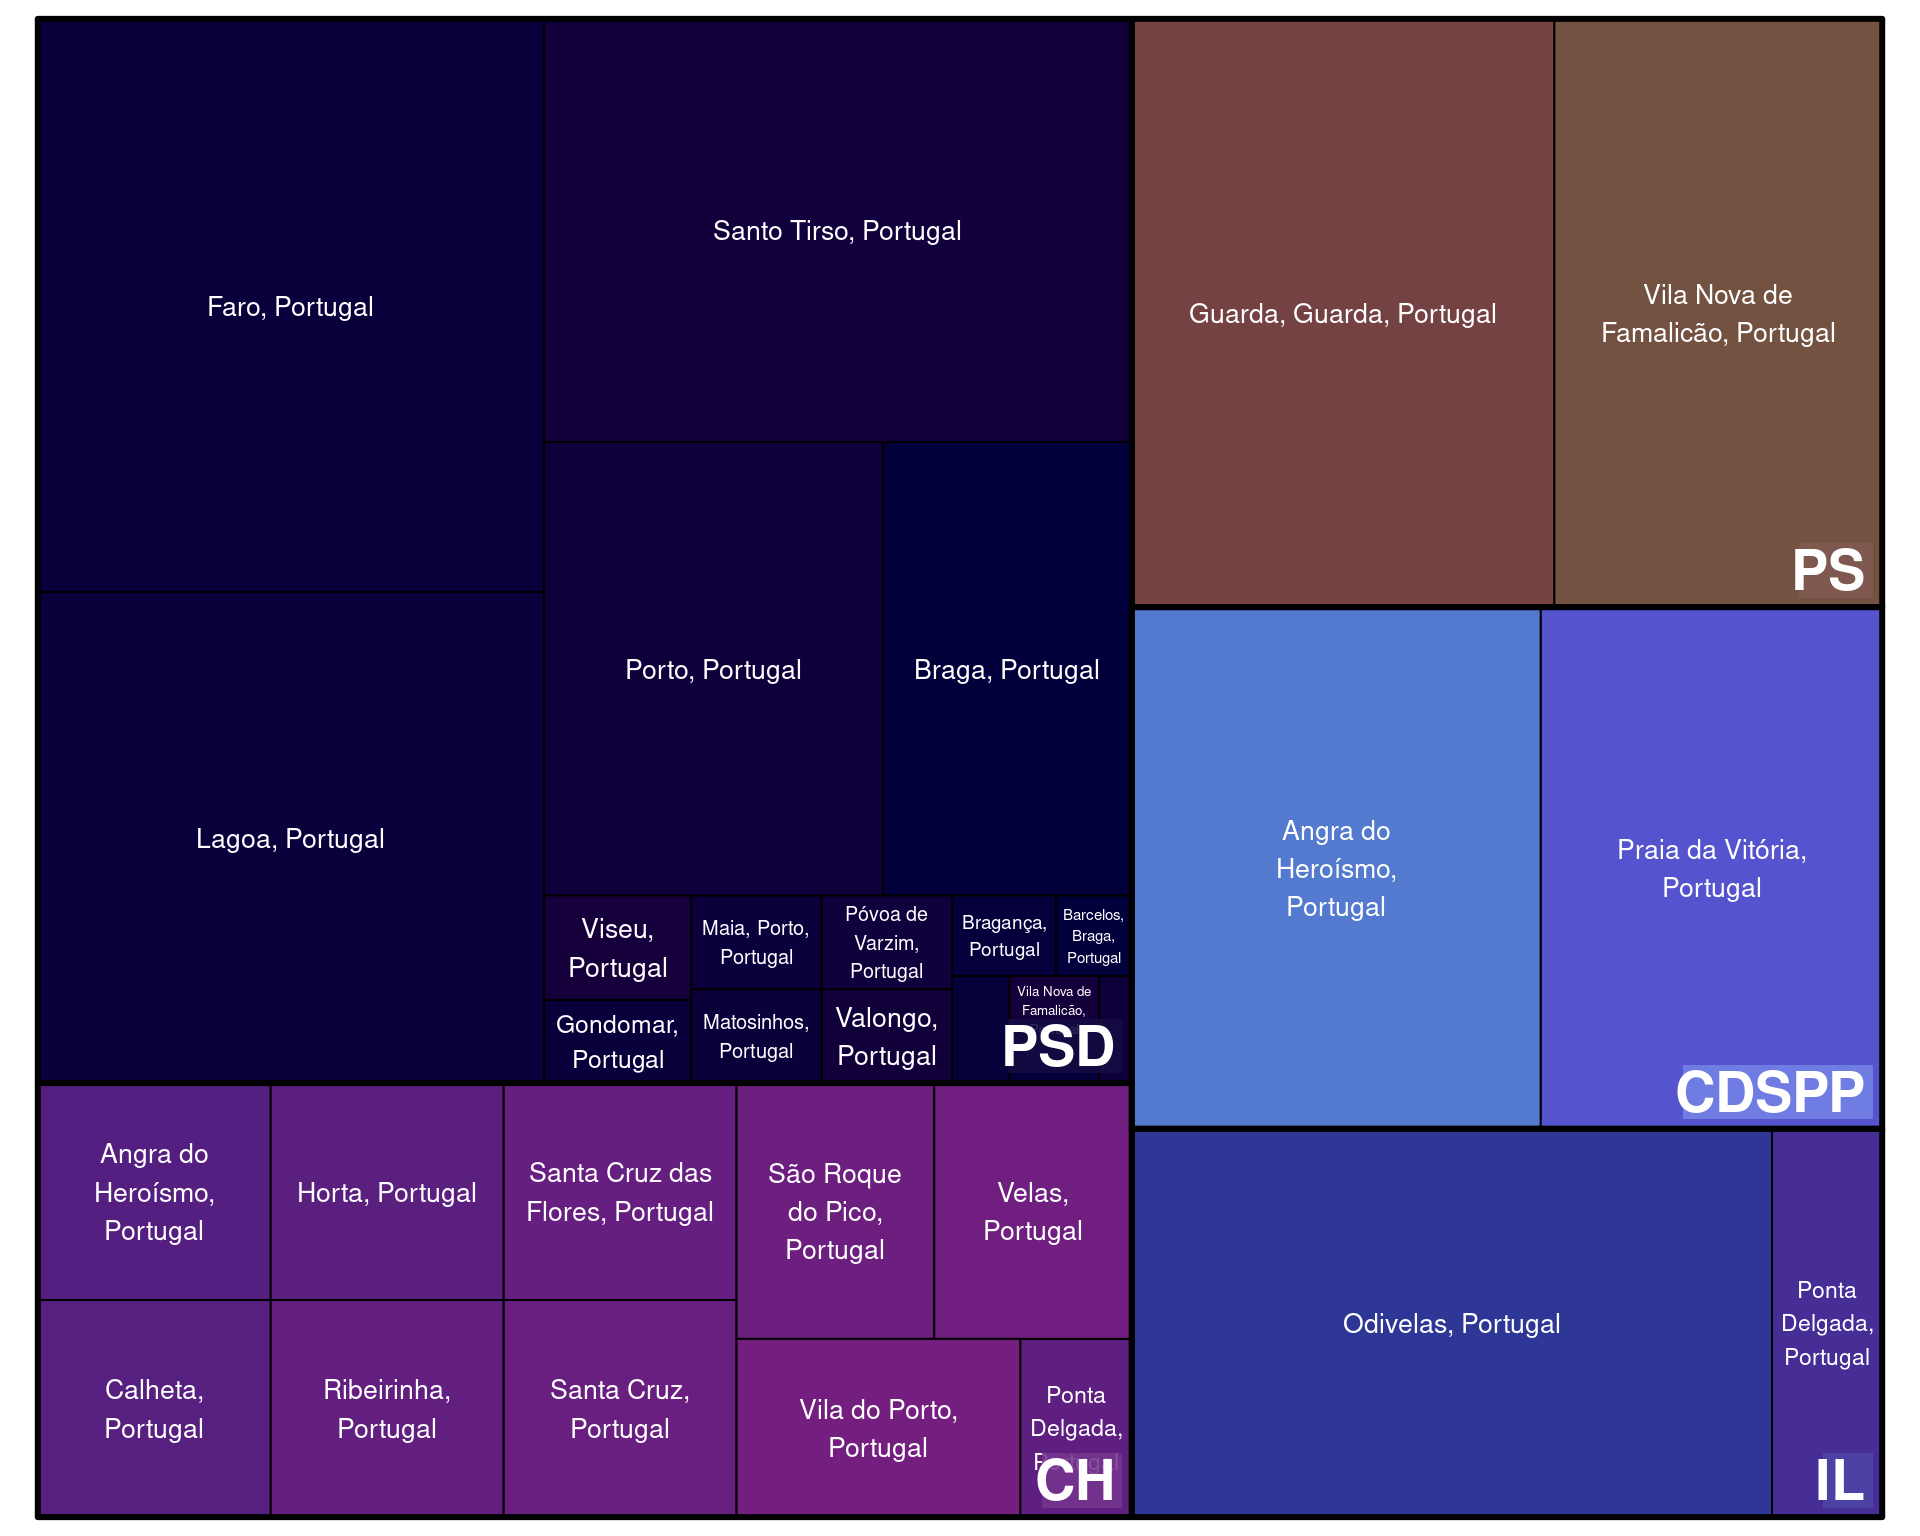 Faro, Portugal
Santo Tirso, Portugal
Lagoa, Portugal
Porto, Portugal
Braga, Portugal
Viseu,
Portugal
Gondomar,
Portugal
Maia, Porto,
Portugal
Matosinhos,
Portugal
Póvoa de
Varzim,
Portugal
Valongo,
Portugal
Bragança,
Portugal
Barcelos,
Braga,
Portugal
Vila Nova de
Famalicão,
PSD
Guarda, Guarda, Portugal
Vila Nova de
Famalicão, Portugal
PS
Angra do
Heroísmo,
Portugal
Praia da Vitória,
Portugal
CDSPP
Angra do
Heroísmo,
Portugal
Horta, Portugal
Santa Cruz das
Flores, Portugal
São Roque
do Pico,
Portugal
Velas,
Portugal
Calheta,
Portugal
Ribeirinha,
Portugal
Santa Cruz,
Portugal
Vila do Porto,
Portugal
Ponta
Delgada,
CH
Odivelas, Portugal
Ponta
Delgada,
Portugal
IL